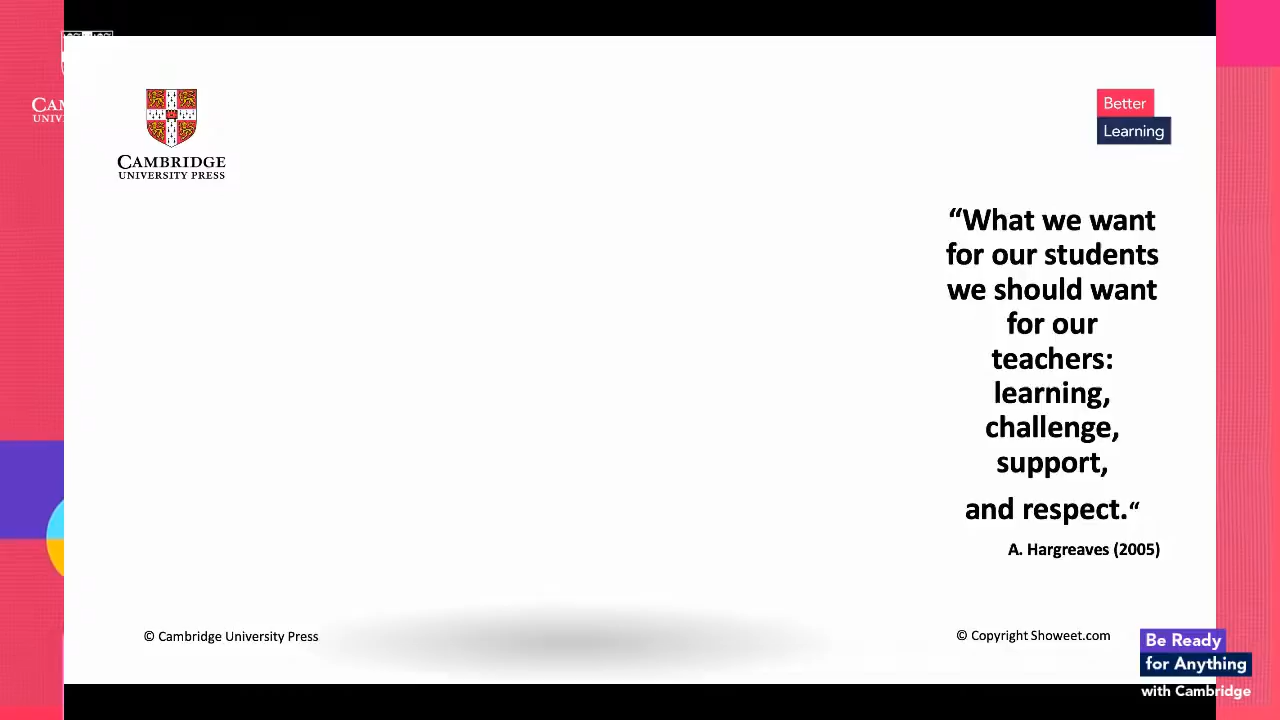 CAMBRIDGE
UNIVERSITY PRESS
Better
Learning
“What we want
for our students
we should want
for our
teachers:
learning,
challenge,
support,
and respect.“
A. Hargreaves (2005)
© Cambridge University Press
© Copyright Showeet.com
Be Ready
for Anything
with Cambridge